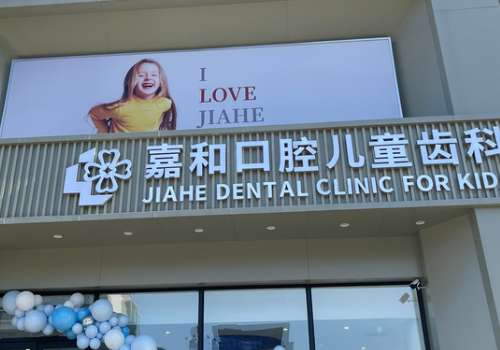 I
LOVE
JIAHE
嘉和口腔儿童齿科
JIAHE DENTAL CLINIC FOR KID